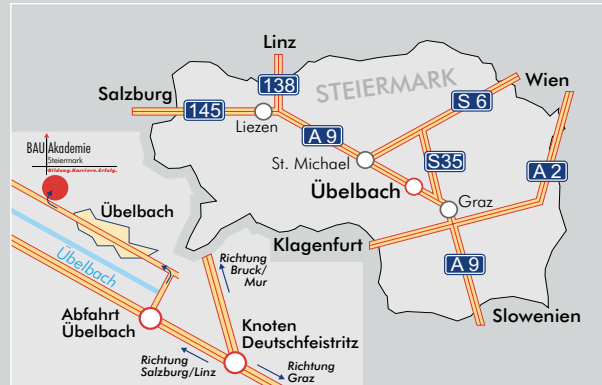 Linz
138
STEIERMARK
S 6
Wien
Salzburg
145
Liezen
A 9
St. Michael
S35
A 2
BAU Akademie
Steiermark
Bildung.Karriere.Erfolg.
Übelbach
Graz
Übelbach
Klagenfurt
Übelbach
Richtung
Bruck/
Mur
A 9
Slowenien
Abfahrt
Übelbach
Knoten
Deutschfeistritz
Richtung
Salzburg/Linz
Richtung
Graz